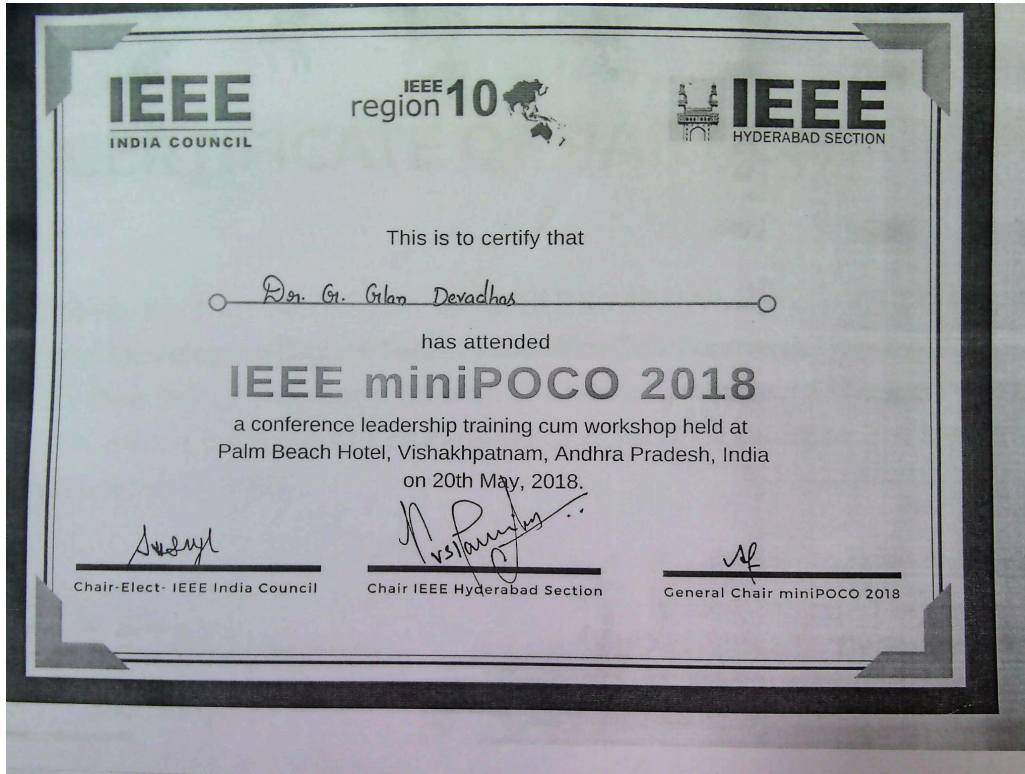 IEEE
INDIA COUNCIL
IEEE
region 10
IEEE
HYDERABAD SECTION
This is to certify that
Dr. G. Glan Devadhas
has attended
IEEE miniPOCO 2018
a conference leadership training cum workshop held at
Palm Beach Hotel, Vishakhpatnam, Andhra Pradesh, India
on 20th May, 2018.
Chair-Elect- IEEE India Council
Chair IEEE Hyderabad Section
General Chair miniPOCO 2018